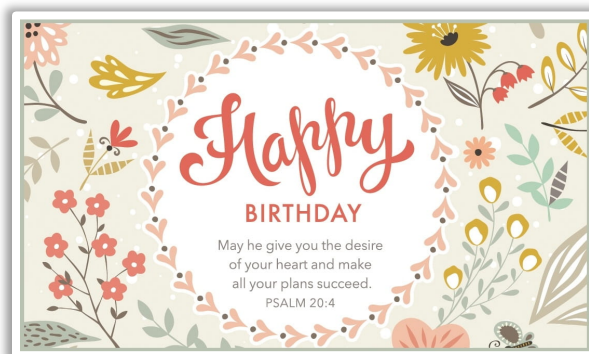 Happy
BIRTHDAY
May he give you the desire
of your heart and make
all your plans succeed.
PSALM 20:4